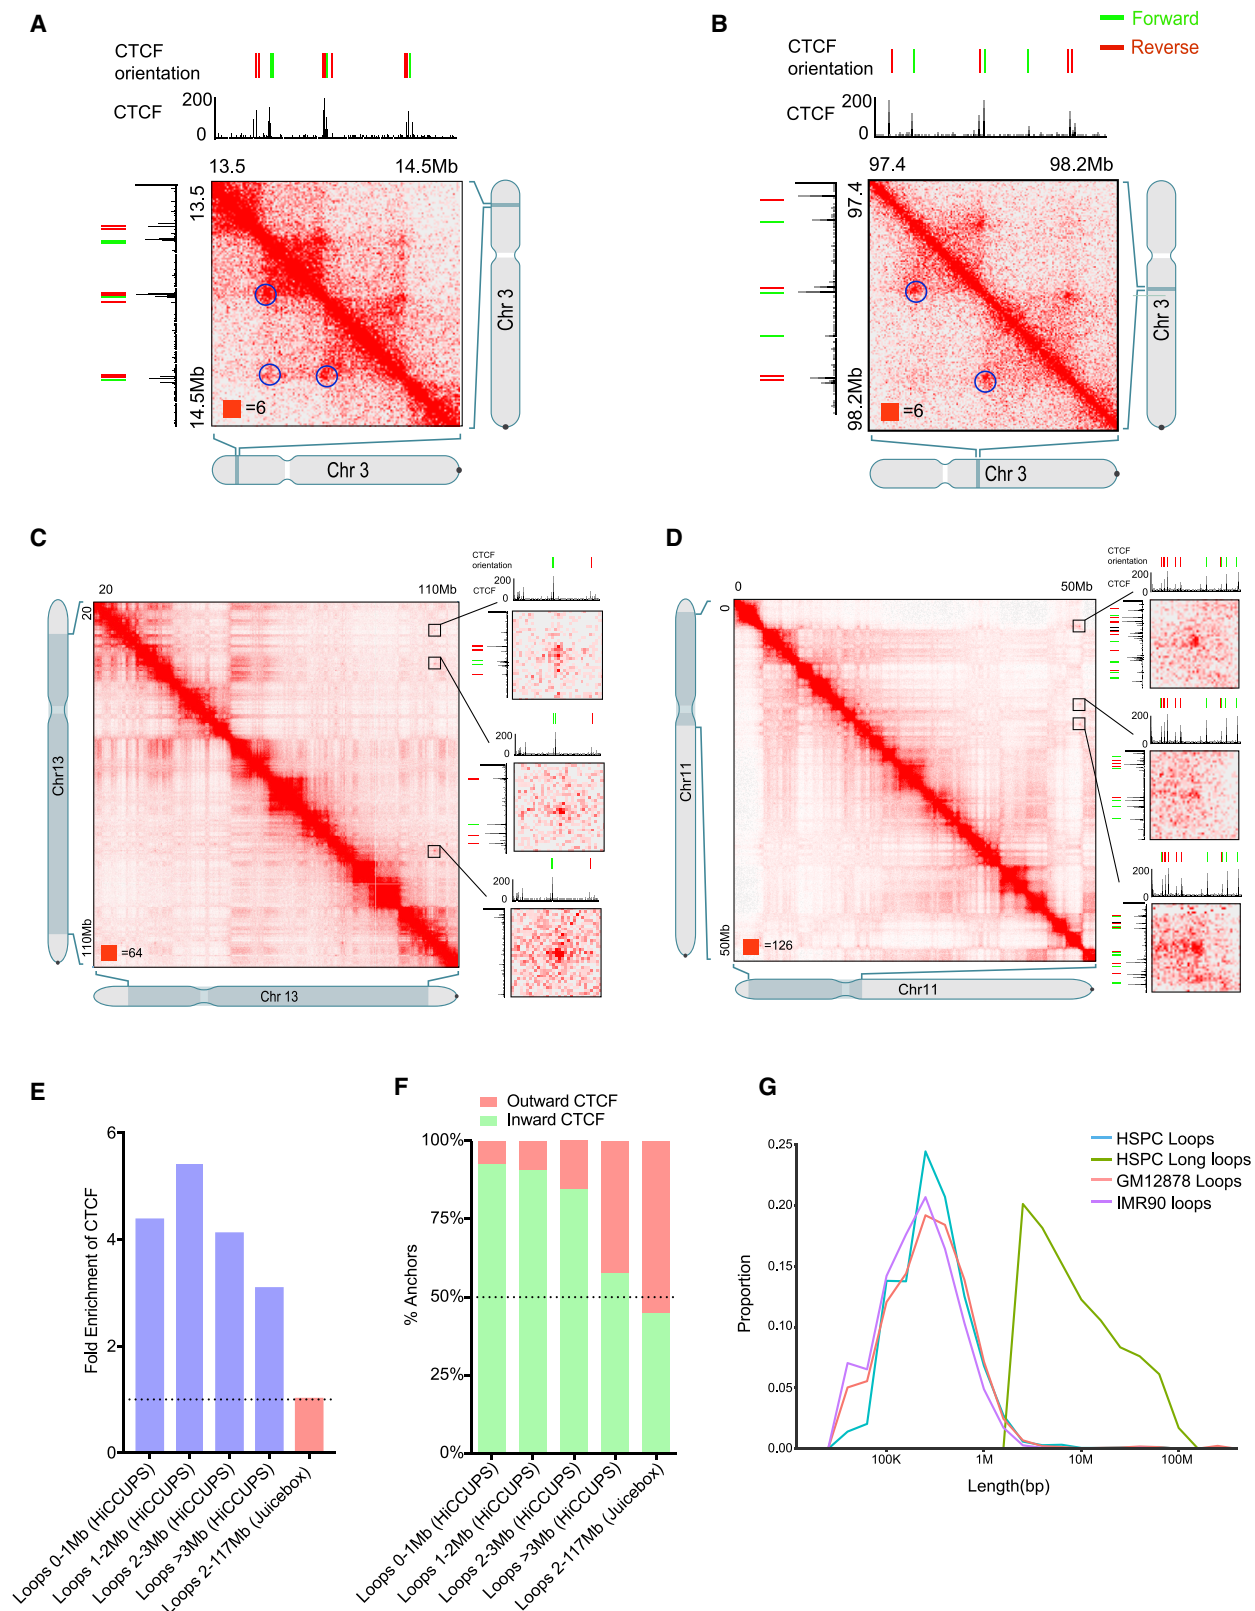 A
CTCF
orientation
CTCF
200
0
13.5
14.5Mb
13.5
14.5Mb
=6
Chr 3
Chr 3
B
Forward
Reverse
CTCF
orientation
CTCF
200
0
97.4
98.2Mb
97.4
98.2Mb
=6
Chr 3
Chr 3
C
20
110Mb
20
110Mb
=64
Chr13
Chr 13
CTCF
orientation
CTCF
200
0
200
0
200
0
D
0
50Mb
0
50Mb
=126
Chr11
Chr11
CTCF
orientation
CTCF
200
0
200
0
200
0
E
Fold Enrichment of CTCF
6
4
2
0
Loops 0-1Mb (HiCCUPS)
Loops 1-2Mb (HiCCUPS)
Loops 2-3Mb (HiCCUPS)
Loops >3Mb (HiCCUPS)
Loops 2-117Mb (Juicebox)
F
Outward CTCF
Inward CTCF
% Anchors
100%
75%
50%
25%
0%
Loops 0-1Mb (HiCCUPS)
Loops 1-2Mb (HiCCUPS)
Loops 2-3Mb (HiCCUPS)
Loops >3Mb (HiCCUPS)
Loops 2-117Mb (Juicebox)
G
HSPC Loops
HSPC Long loops
GM12878 Loops
IMR90 loops
Proportion
0.25
0.20
0.15
0.10
0.05
0.00
100K
1M
10M
100M
Length(bp)